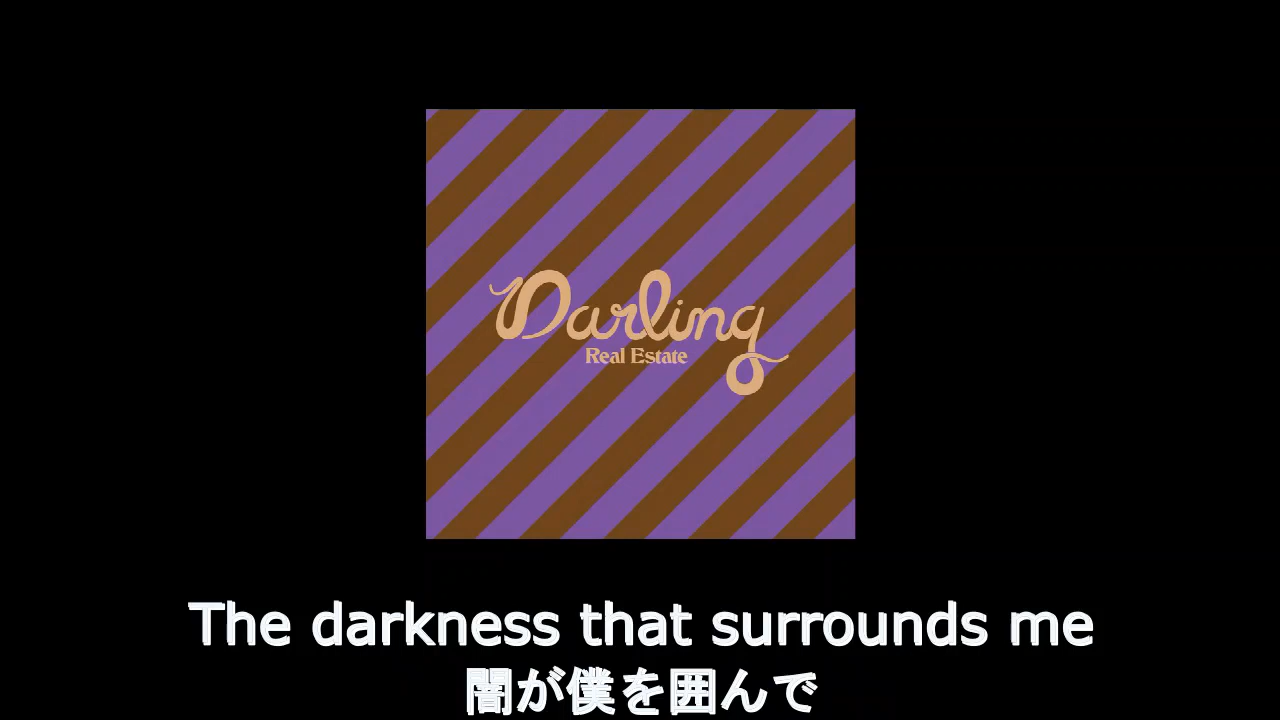 Darling
Real Estate
The darkness that surrounds me
闇が僕を囲んで